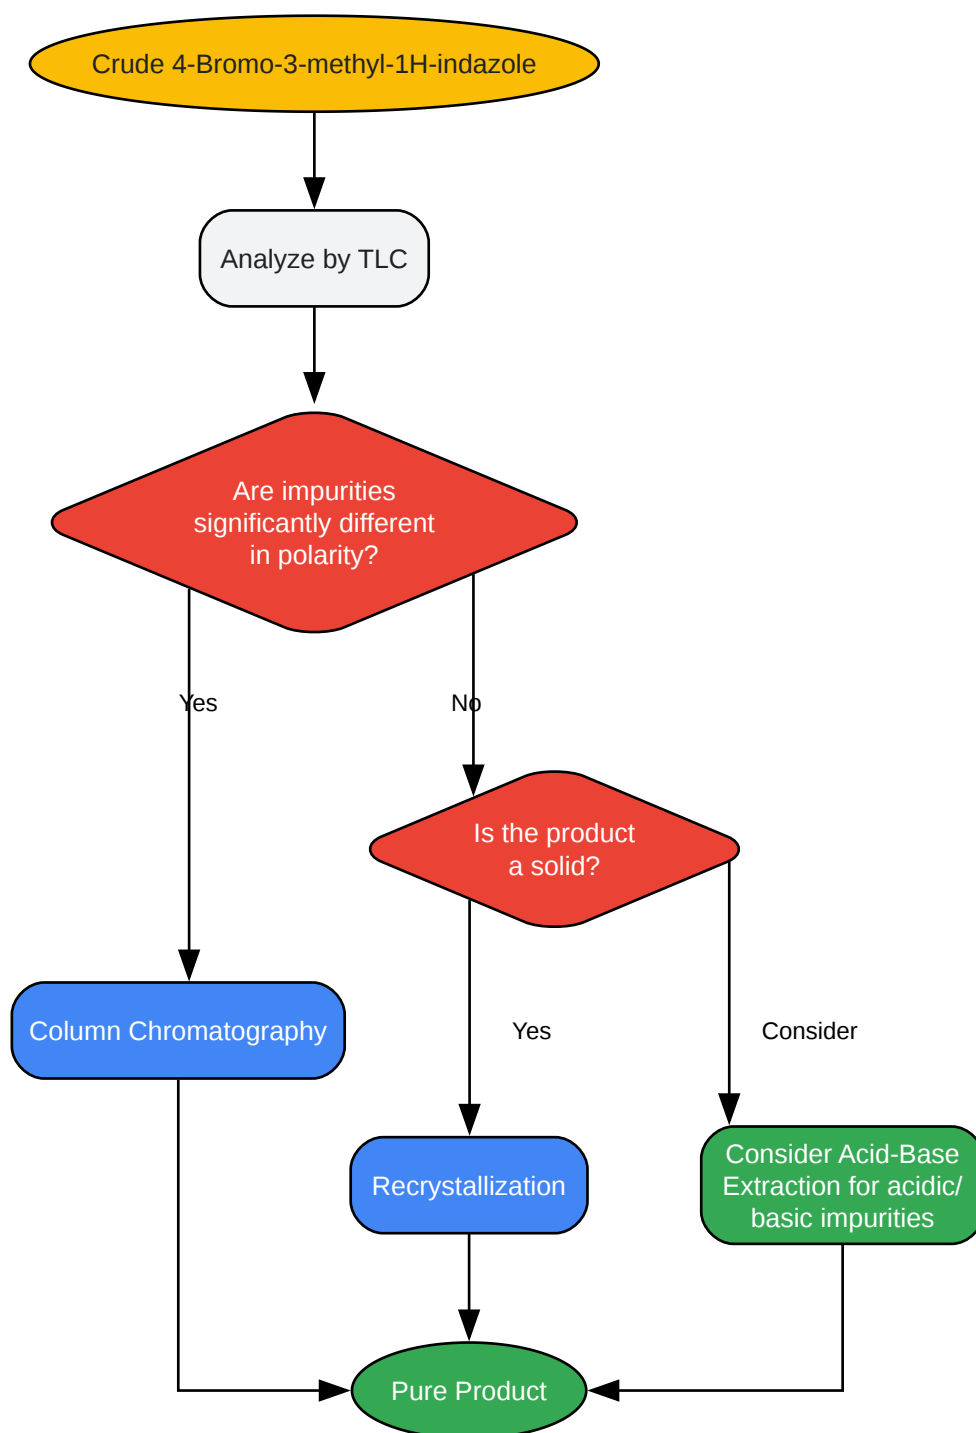 Crude 4-Bromo-3-methyl-1H-indazole
Analyze by TLC
Are impurities
significantly different
in polarity?
Yes
No
Is the product
a solid?
Column Chromatography
Yes
Consider
Recrystallization
Consider Acid-Base
Extraction for acidic/
basic impurities
Pure Product